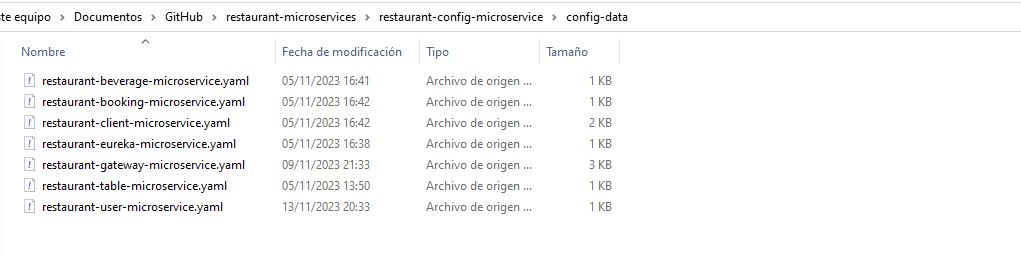 ste equipo > Documentos > GitHub > restaurant-microservices > restaurant-config-microservice > config-data
Nombre Fecha de modificación Tipo Tamaño
restaurant-beverage-microservice.yaml 05/11/2023 16:41 Archivo de origen ... 1 KB
restaurant-booking-microservice.yaml 05/11/2023 16:42 Archivo de origen ... 1 KB
restaurant-client-microservice.yaml 05/11/2023 16:42 Archivo de origen ... 2 KB
restaurant-eureka-microservice.yaml 05/11/2023 16:38 Archivo de origen ... 1 KB
restaurant-gateway-microservice.yaml 09/11/2023 21:33 Archivo de origen ... 3 KB
restaurant-table-microservice.yaml 05/11/2023 13:50 Archivo de origen ... 1 KB
restaurant-user-microservice.yaml 13/11/2023 20:33 Archivo de origen ... 1 KB